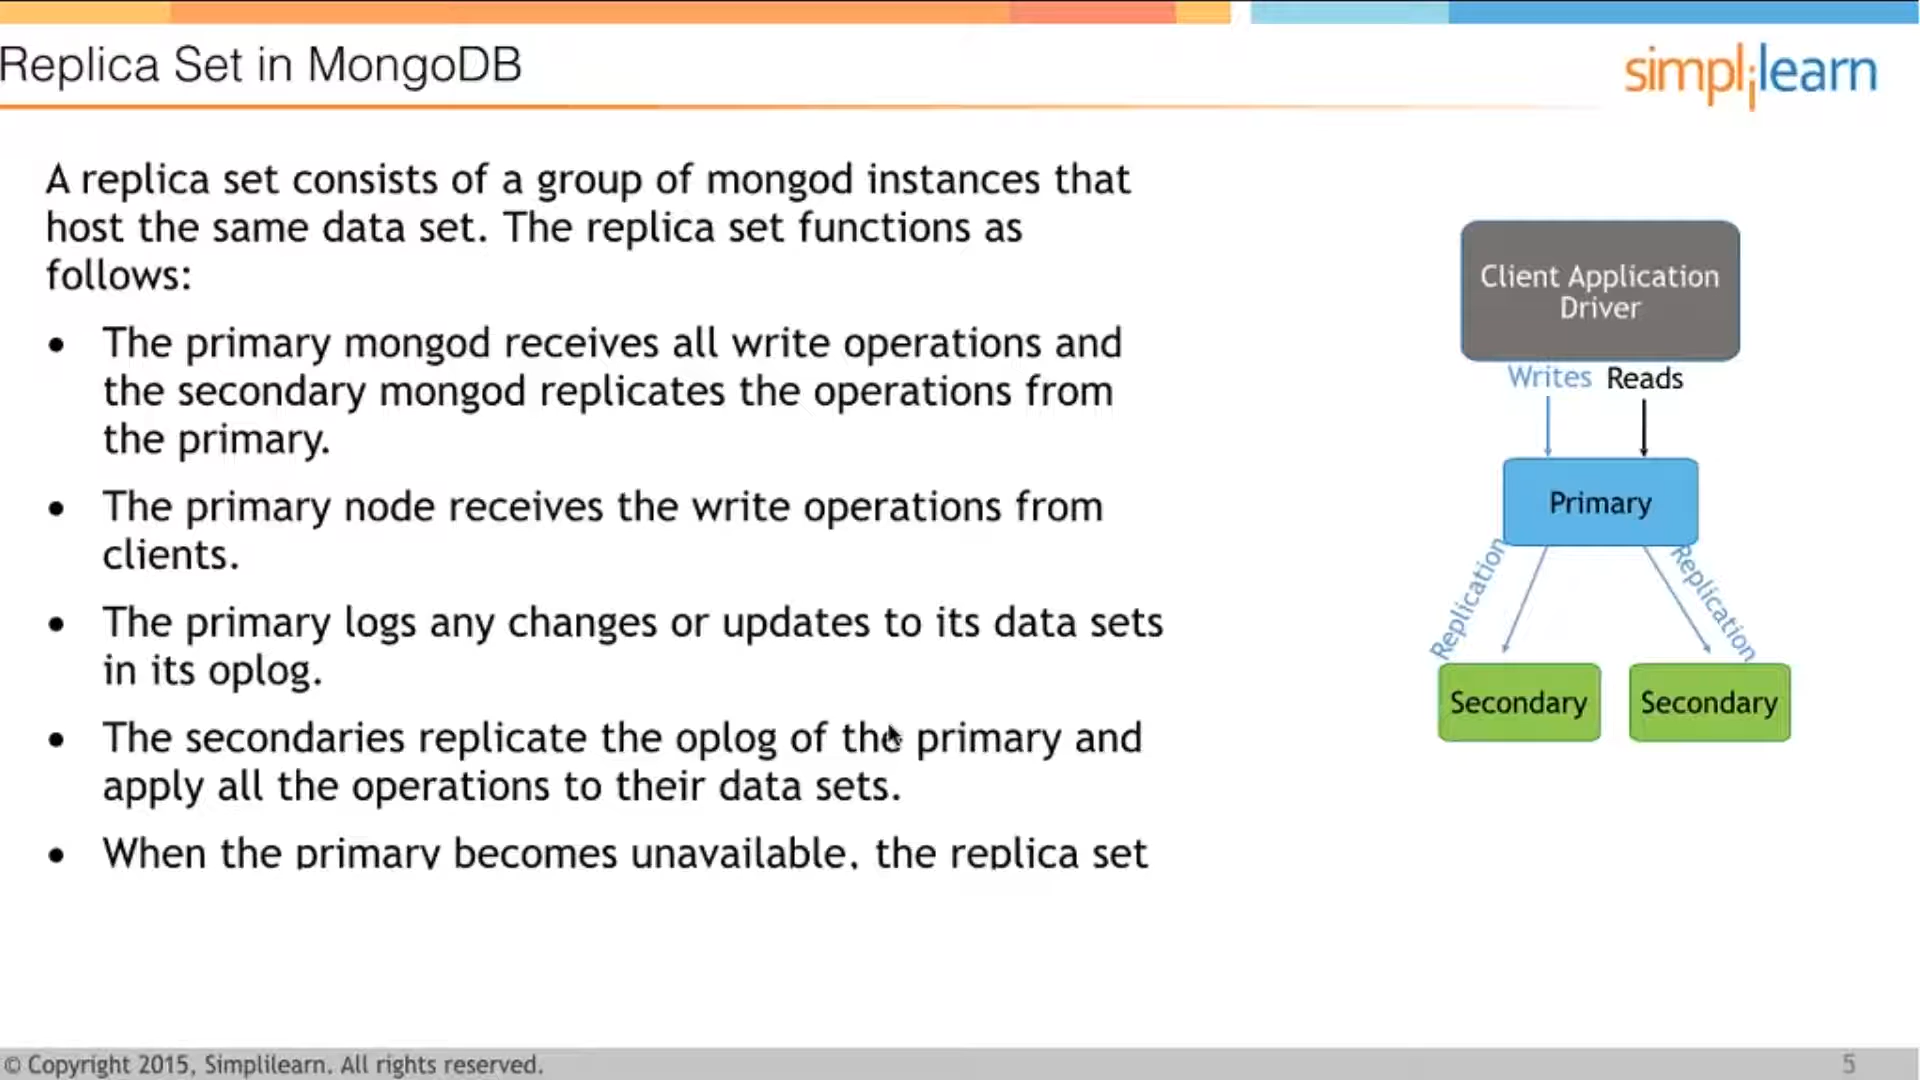 Replica Set in MongoDB
simplilearn
A replica set consists of a group of mongod instances that
host the same data set. The replica set functions as
follows:
• The primary mongod receives all write operations and
the secondary mongod replicates the operations from
the primary.
• The primary node receives the write operations from
clients.
• The primary logs any changes or updates to its data sets
in its oplog.
• The secondaries replicate the oplog of the primary and
apply all the operations to their data sets.
• When the primary becomes unavailable, the replica set
Client Application
Driver
Writes Reads
Primary
Replication
Replication
Secondary
Secondary
© Copyright 2015, Simplilearn. All rights reserved.
5